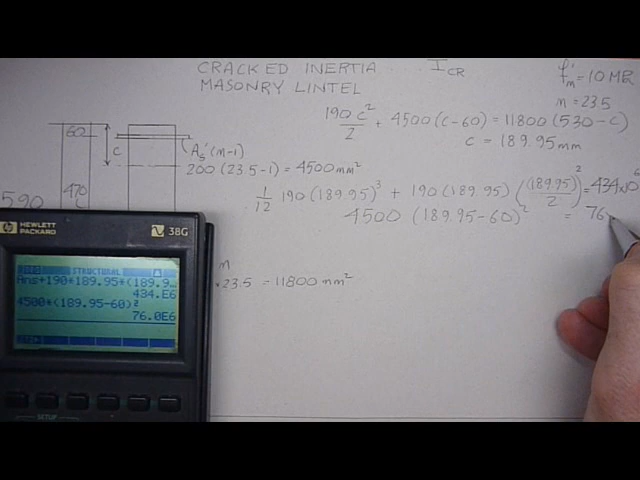 CRACKED INERTIA I_CR
MASONRY LINTEL
f'm = 10 MPa
n = 23.5
190 c²/2 + 4500 (c-60) = 11800 (530 - c)
c = 189.95 mm
60
c
As'(n-1)
200 (23.5-1) = 4500 mm²
590
470
1/12 190 (189.95)³ + 190 (189.95) ((189.95)/2)² = 434x10⁶
4500 (189.95-60)² = 76
n
23.5 = 11800 mm²
HEWLETT
PACKARD
38G
STRUCTURAL
Ans+190*189.95*(189.9…
434.E6
4500*(189.95-60)²
76.0E6
SETUP